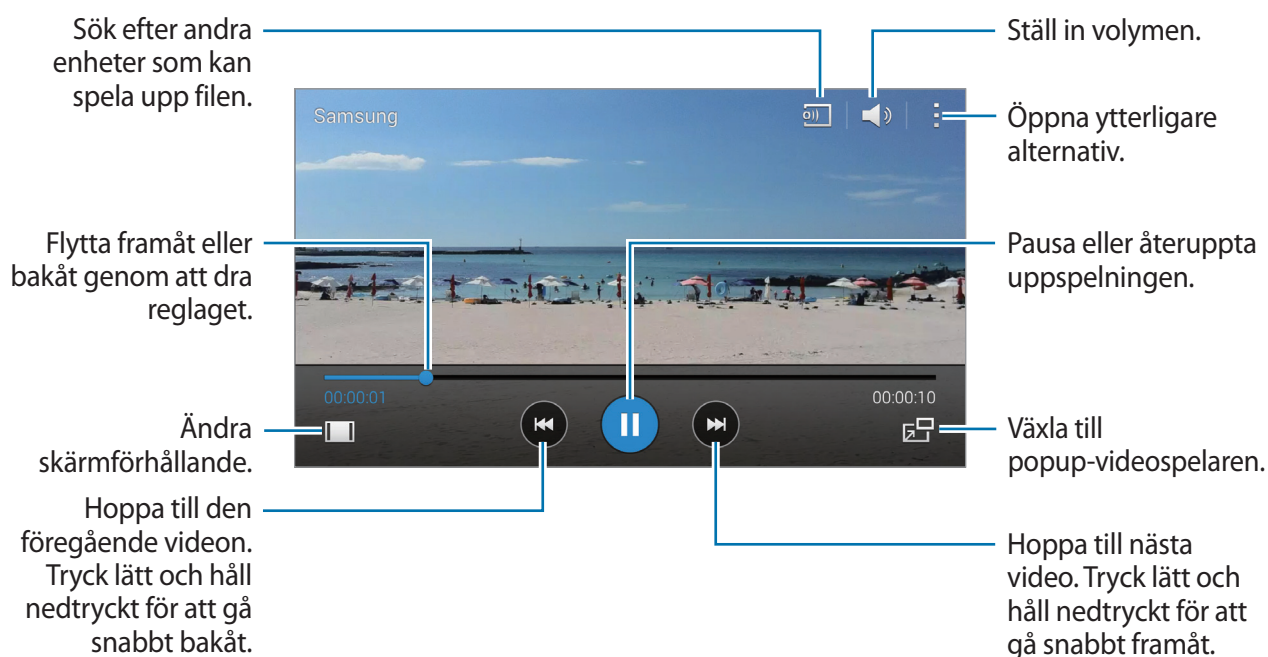 Sök efter andra
enheter som kan
spela upp filen.
Ställ in volymen.
Samsung
Öppna ytterligare
alternativ.
Flytta framåt eller
bakåt genom att dra
reglaget.
Pausa eller återuppta
uppspelningen.
00:00:01
00:00:10
Ändra
skärmförhållande.
Växla till
popup-videospelaren.
Hoppa till den
föregående videon.
Tryck lätt och håll
nedtryckt för att gå
snabbt bakåt.
Hoppa till nästa
video. Tryck lätt och
håll nedtryckt för att
gå snabbt framåt.